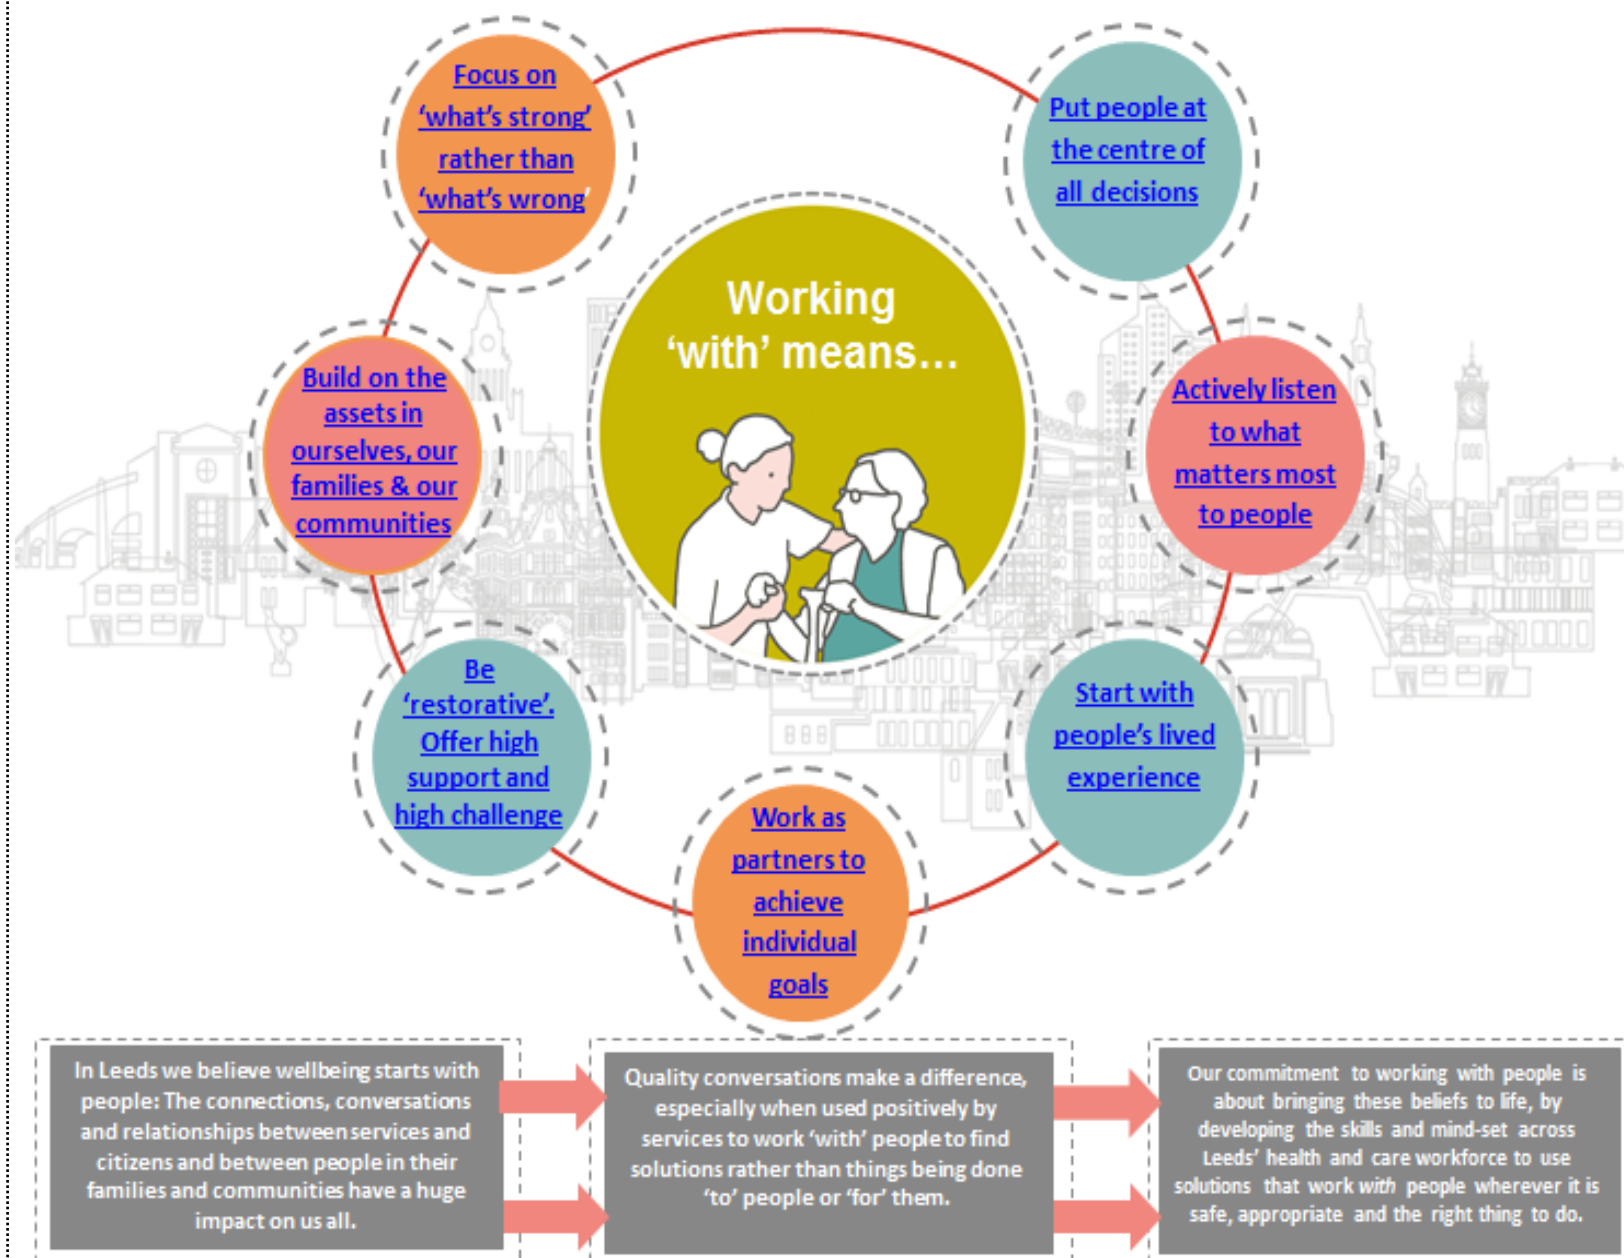 Focus on
‘what’s strong’
rather than
‘what’s wrong’
Put people at
the centre of
all decisions
Working
‘with’ means...
Build on the
assets in
ourselves, our
families & our
communities
Actively listen
to what
matters most
to people
Be
‘restorative’.
Offer high
support and
high challenge
Start with
people’s lived
experience
Work as
partners to
achieve
individual
goals
In Leeds we believe wellbeing starts with
people: The connections, conversations
and relationships between services and
citizens and between people in their
families and communities have a huge
impact on us all.
Quality conversations make a difference,
especially when used positively by
services to work ‘with’ people to find
solutions rather than things being done
‘to’ people or ‘for’ them.
Our commitment to working with people is
about bringing these beliefs to life, by
developing the skills and mind-set across
Leeds’ health and care workforce to use
solutions that work with people wherever it is
safe, appropriate and the right thing to do.